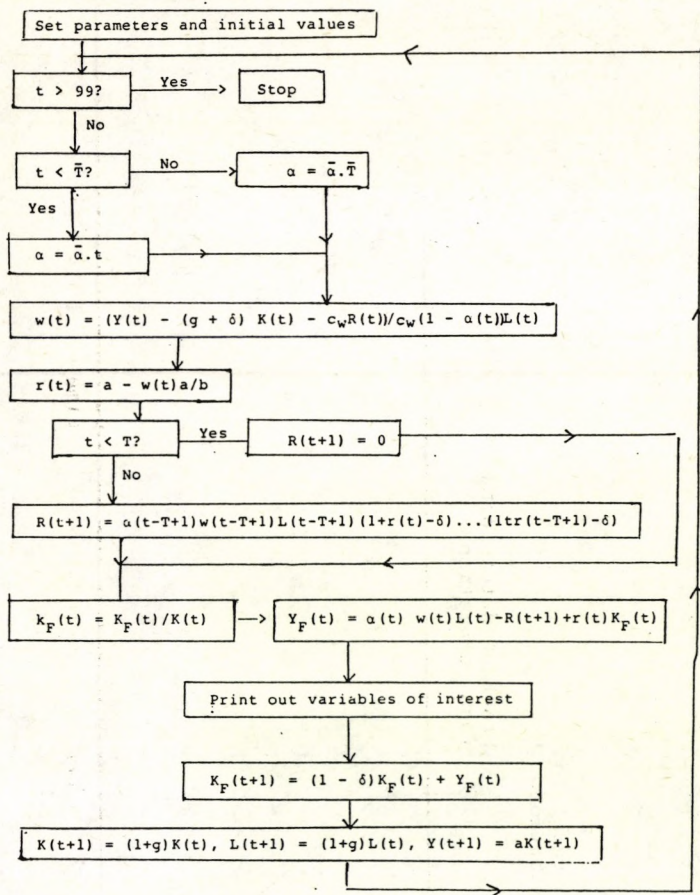 Set parameters and initial values
t > 99?
Yes
Stop
No
t < T̄?
No
α = ᾱ.T̄
Yes
α = ᾱ.t
w(t) = (Y(t) - (g + δ) K(t) - c_wR(t))/c_w(1 - α(t))L(t)
r(t) = a - w(t)a/b
t < T?
Yes
R(t+1) = 0
No
R(t+1) = α(t-T+1)w(t-T+1)L(t-T+1)(1+r(t)-δ)...(1tr(t-T+1)-δ)
k_F(t) = K_F(t)/K(t)
Y_F(t) = α(t) w(t)L(t)-R(t+1)+r(t)K_F(t)
Print out variables of interest
K_F(t+1) = (1 - δ)K_F(t) + Y_F(t)
K(t+1) = (1+g)K(t), L(t+1) = (1+g)L(t), Y(t+1) = aK(t+1)